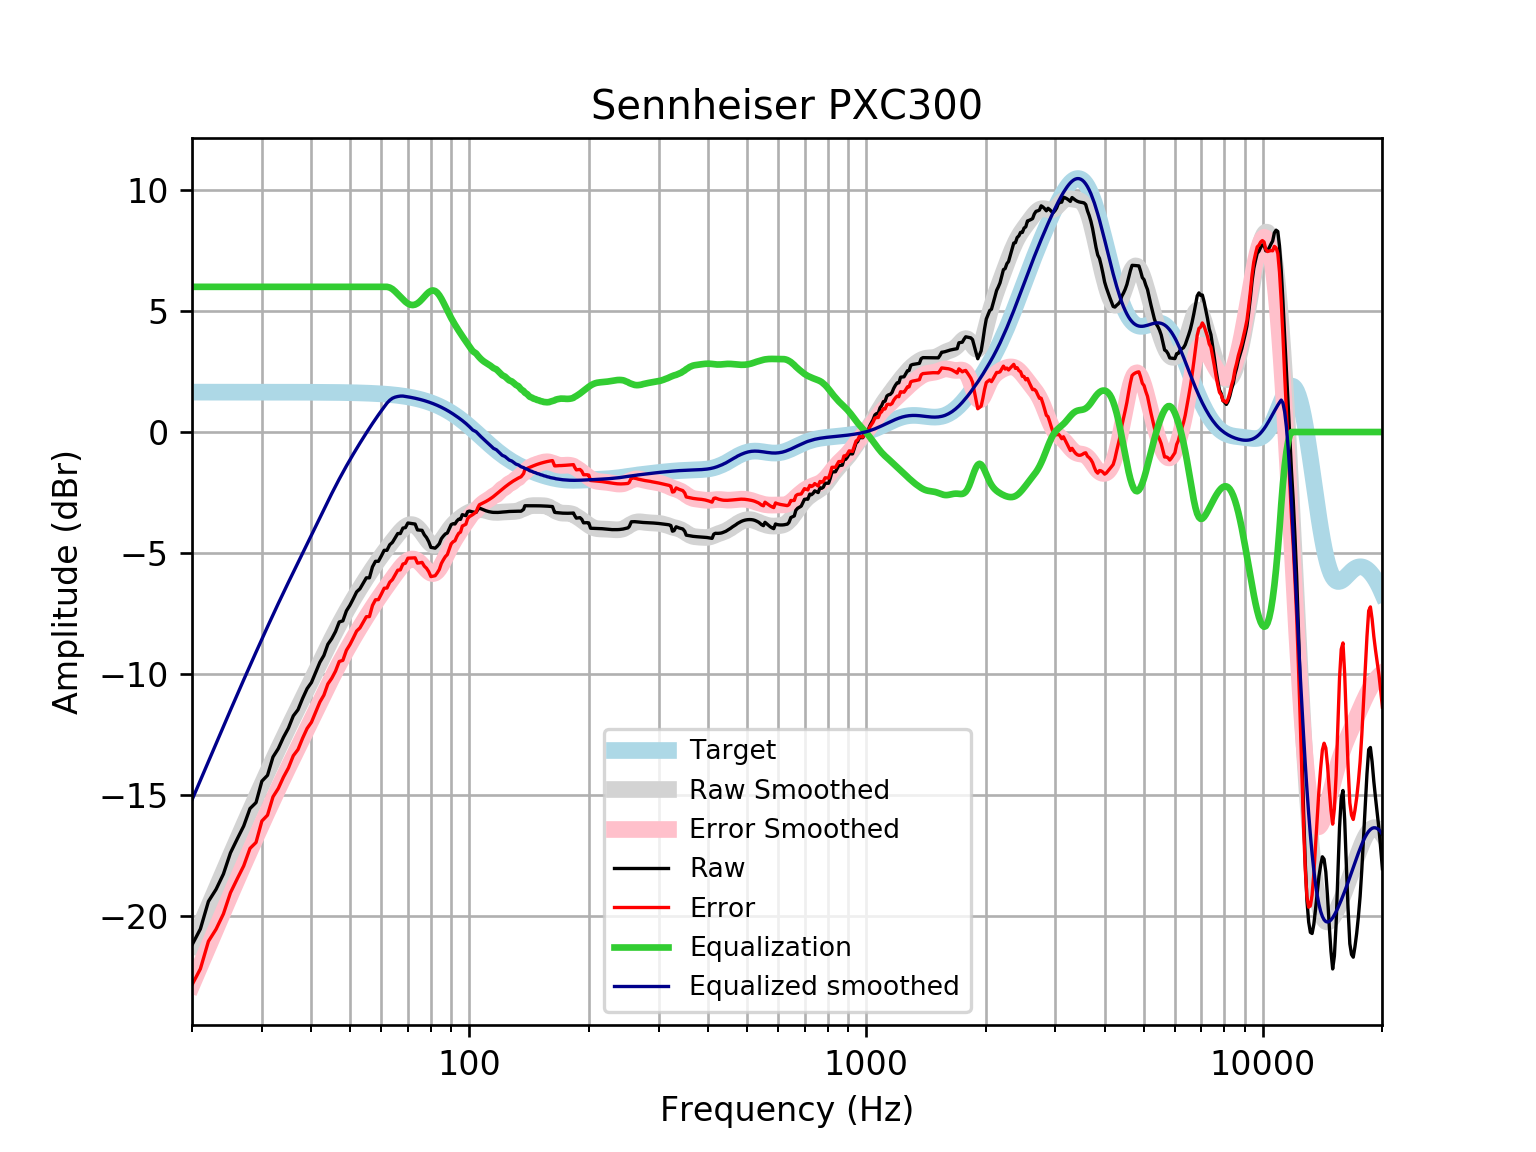 Sennheiser PXC300
Amplitude (dBr)
10
5
0
−5
−10
−15
−20
Target
Raw Smoothed
Error Smoothed
Raw
Error
Equalization
Equalized smoothed
100
1000
10000
Frequency (Hz)